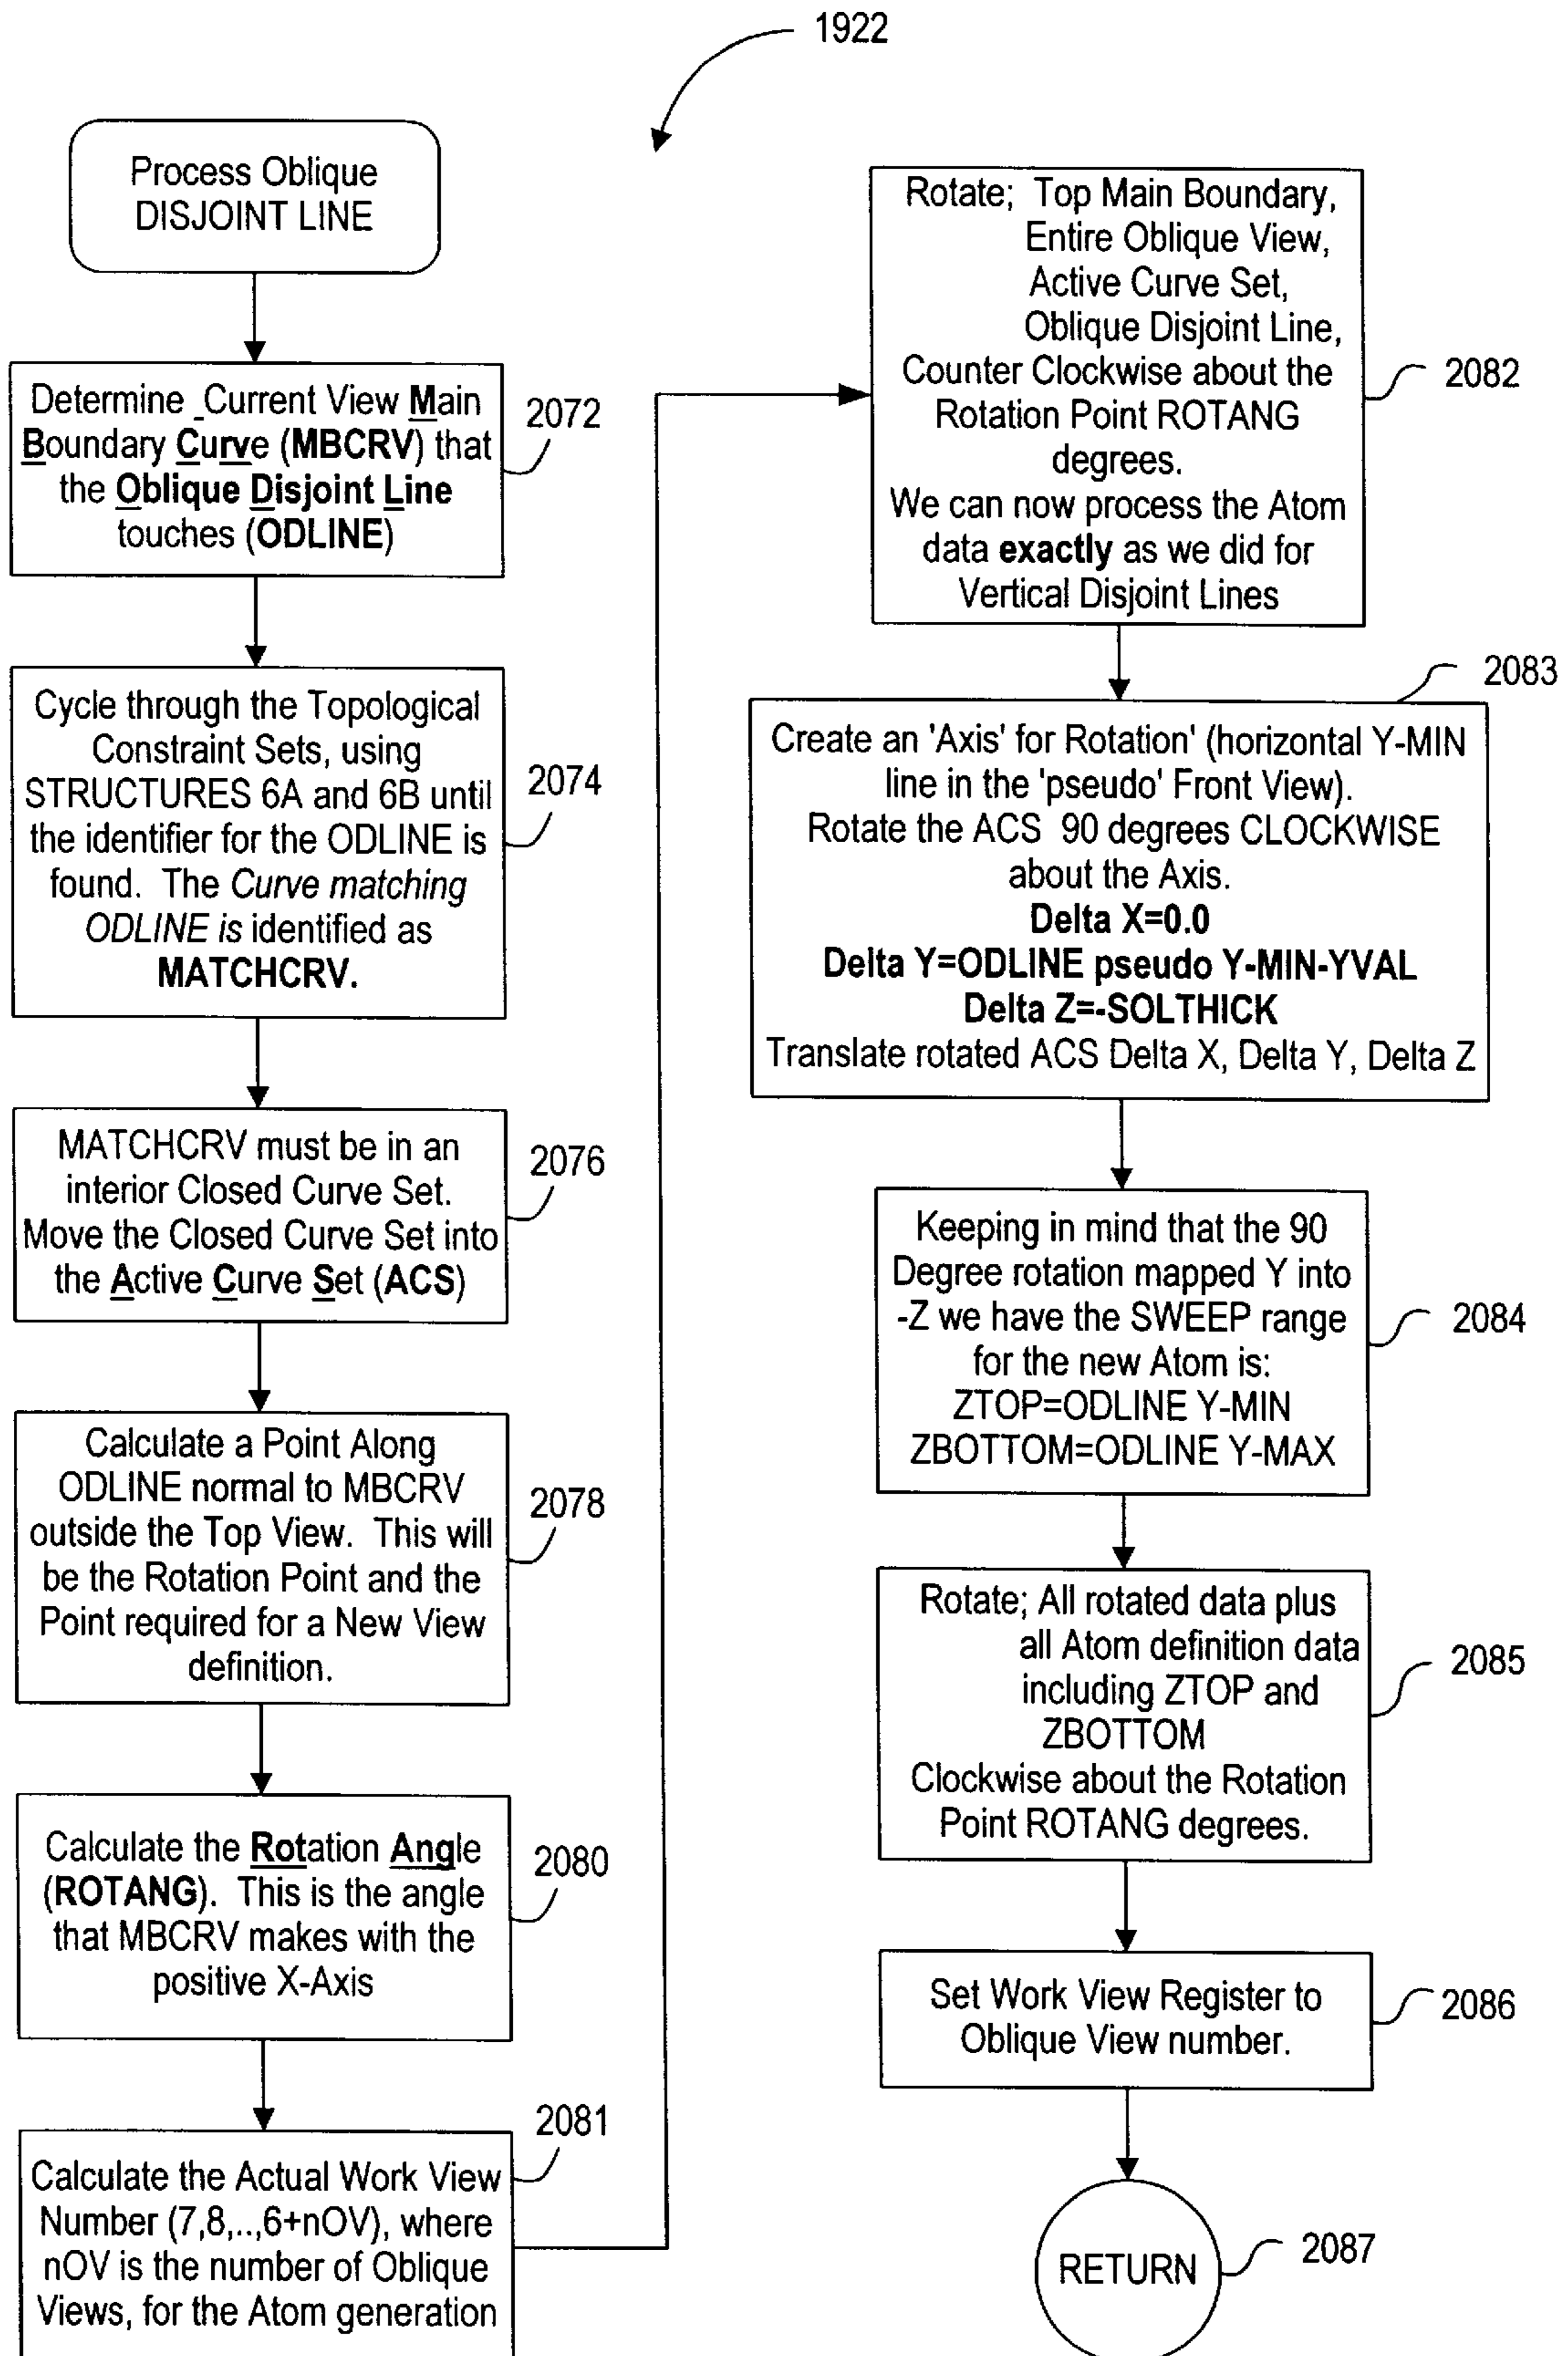 1922
Process Oblique
DISJOINT LINE
Determine _Current View Main
Boundary Curve (MBCRV) that
the Oblique Disjoint Line
touches (ODLINE)
2072
Cycle through the Topological
Constraint Sets, using
STRUCTURES 6A and 6B until
the identifier for the ODLINE is
found. The Curve matching
ODLINE is identified as
MATCHCRV.
2074
MATCHCRV must be in an
interior Closed Curve Set.
Move the Closed Curve Set into
the Active Curve Set (ACS)
2076
Calculate a Point Along
ODLINE normal to MBCRV
outside the Top View. This will
be the Rotation Point and the
Point required for a New View
definition.
2078
Calculate the Rotation Angle
(ROTANG). This is the angle
that MBCRV makes with the
positive X-Axis
2080
2081
Calculate the Actual Work View
Number (7,8,..,6+nOV), where
nOV is the number of Oblique
Views, for the Atom generation
Rotate; Top Main Boundary,
Entire Oblique View,
Active Curve Set,
Oblique Disjoint Line,
Counter Clockwise about the
Rotation Point ROTANG
degrees.
We can now process the Atom
data exactly as we did for
Vertical Disjoint Lines
2082
2083
Create an 'Axis' for Rotation' (horizontal Y-MIN
line in the 'pseudo' Front View).
Rotate the ACS 90 degrees CLOCKWISE
about the Axis.
Delta X=0.0
Delta Y=ODLINE pseudo Y-MIN-YVAL
Delta Z=-SOLTHICK
Translate rotated ACS Delta X, Delta Y, Delta Z
Keeping in mind that the 90
Degree rotation mapped Y into
-Z we have the SWEEP range
for the new Atom is:
ZTOP=ODLINE Y-MIN
ZBOTTOM=ODLINE Y-MAX
2084
Rotate; All rotated data plus
all Atom definition data
including ZTOP and
ZBOTTOM
Clockwise about the Rotation
Point ROTANG degrees.
2085
Set Work View Register to
Oblique View number.
2086
RETURN
2087